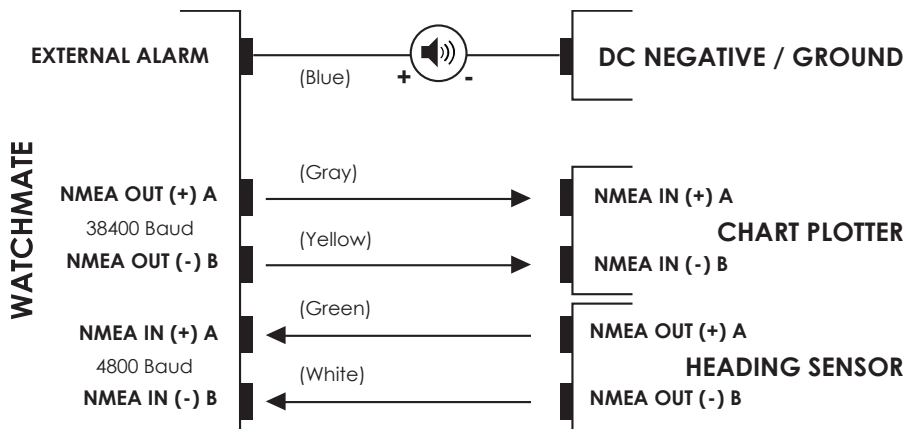 EXTERNAL ALARM
(Blue)
+
-
DC NEGATIVE / GROUND
WATCHMATE
NMEA OUT (+) A
38400 Baud
NMEA OUT (-) B
(Gray)
(Yellow)
NMEA IN (+) A
CHART PLOTTER
NMEA IN (-) B
NMEA IN (+) A
4800 Baud
NMEA IN (-) B
(Green)
(White)
NMEA OUT (+) A
HEADING SENSOR
NMEA OUT (-) B